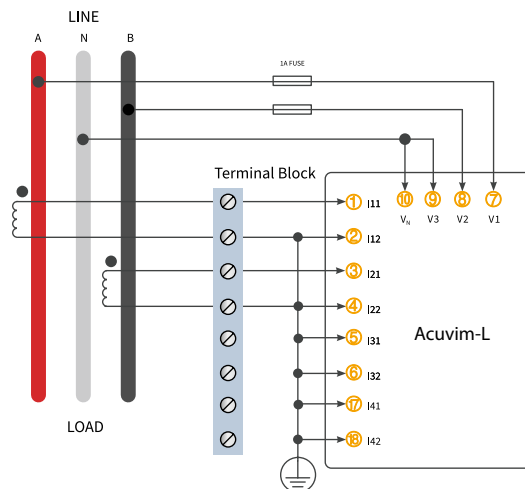 LINE
A N B
1A FUSE
Terminal Block
10 9 8 7
VN V3 V2 V1
1 I11
2 I12
3 I21
4 I22
5 I31
6 I32
17 I41
18 I42
Acuvim-L
LOAD